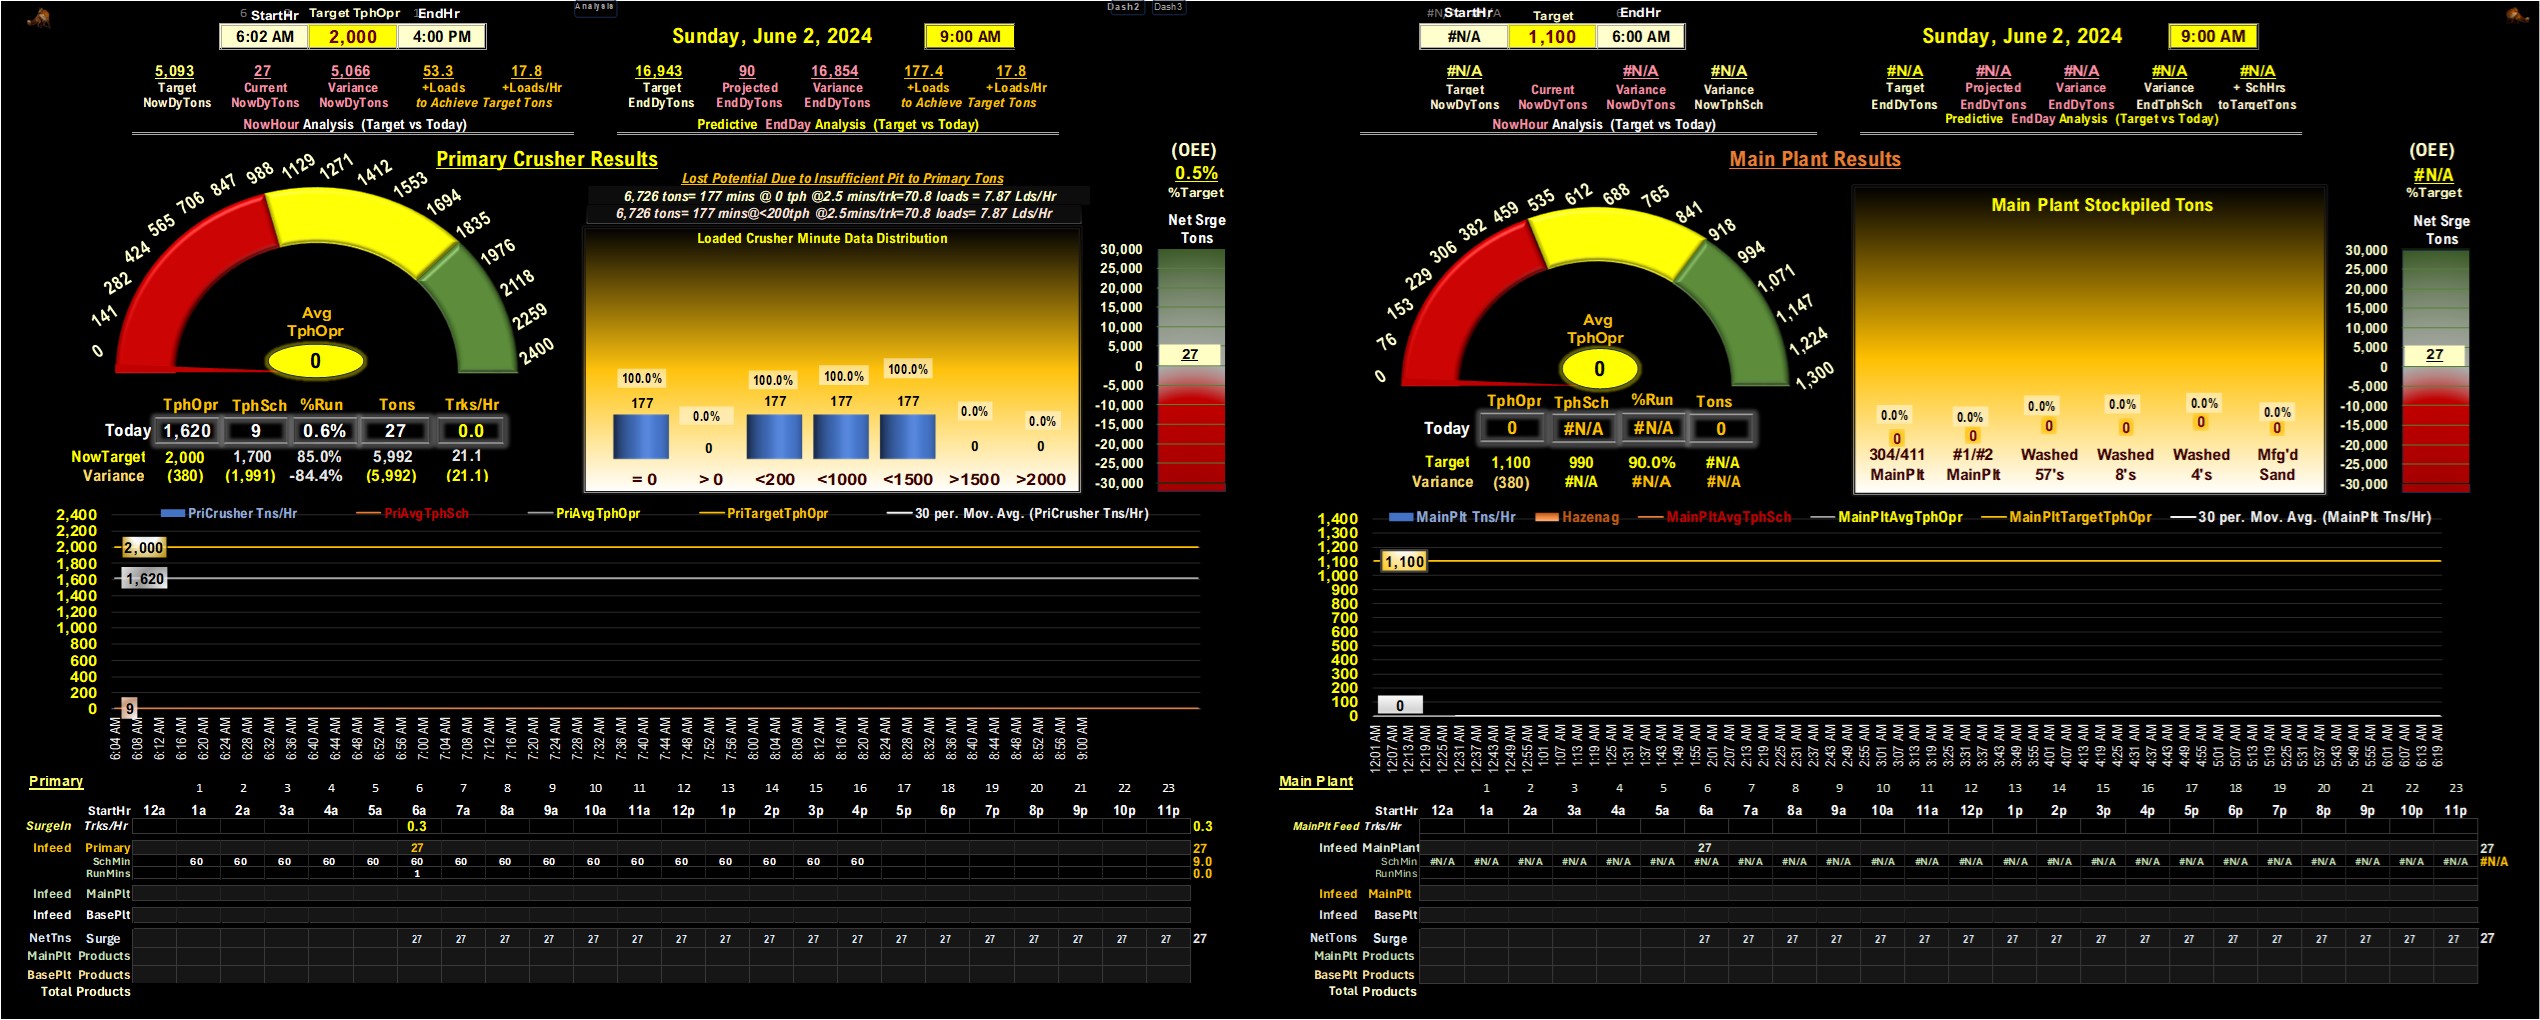 Analysis
Dash2 Dash3
StartHr Target TphOpr EndHr
6:02 AM 2,000 4:00 PM
Sunday, June 2, 2024 9:00 AM
5,093 27 5,066 53.3 17.8
Target Current Variance +Loads +Loads/Hr
NowDyTons NowDyTons NowDyTons to Achieve Target Tons
NowHour Analysis (Target vs Today)
16,943 90 16,854 177.4 17.8
Target Projected Variance +Loads +Loads/Hr
EndDyTons EndDyTons EndDyTons to Achieve Target Tons
Predictive EndDay Analysis (Target vs Today)
Primary Crusher Results
(OEE)
0.5%
%Target
Lost Potential Due to Insufficient Pit to Primary Tons
6,726 tons= 177 mins @ 0 tph @2.5 mins/trk=70.8 loads = 7.87 Lds/Hr
6,726 tons= 177 mins@<200tph @2.5mins/trk=70.8 loads= 7.87 Lds/Hr
0 141 282 424 565 706 847 988 1129 1271 1412 1553 1694 1835 1976 2118 2259 2400
Avg
TphOpr
0
Loaded Crusher Minute Data Distribution
100.0% 0.0% 100.0% 100.0% 100.0% 0.0% 0.0%
177 0 177 177 177 0 0
= 0 > 0 <200 <1000 <1500 >1500 >2000
Net Srge
Tons
30,000
25,000
20,000
15,000
10,000
5,000
0
-5,000
-10,000
-15,000
-20,000
-25,000
-30,000
27
TphOpr TphSch %Run Tons Trks/Hr
Today 1,620 9 0.6% 27 0.0
NowTarget 2,000 1,700 85.0% 5,992 21.1
Variance (380) (1,991) -84.4% (5,992) (21.1)
PriCrusher Tns/Hr PriAvgTphSch PriAvgTphOpr PriTargetTphOpr 30 per. Mov. Avg. (PriCrusher Tns/Hr)
2,400
2,200
2,000
1,800
1,600
1,400
1,200
1,000
800
600
400
200
0
2,000
1,620
9
6:04 AM 6:08 AM 6:12 AM 6:16 AM 6:20 AM 6:24 AM 6:28 AM 6:32 AM 6:36 AM 6:40 AM 6:44 AM 6:48 AM 6:52 AM 6:56 AM 7:00 AM 7:04 AM 7:08 AM 7:12 AM 7:16 AM 7:20 AM 7:24 AM 7:28 AM 7:32 AM 7:36 AM 7:40 AM 7:44 AM 7:48 AM 7:52 AM 7:56 AM 8:00 AM 8:04 AM 8:08 AM 8:12 AM 8:16 AM 8:20 AM 8:24 AM 8:28 AM 8:32 AM 8:36 AM 8:40 AM 8:44 AM 8:48 AM 8:52 AM 8:56 AM 9:00 AM
Primary
1 2 3 4 5 6 7 8 9 10 11 12 13 14 15 16 17 18 19 20 21 22 23
StartHr 12a 1a 2a 3a 4a 5a 6a 7a 8a 9a 10a 11a 12p 1p 2p 3p 4p 5p 6p 7p 8p 9p 10p 11p
SurgeIn Trks/Hr 0.3 0.3
Infeed Primary 27 27
SchMin 60 60 60 60 60 60 60 60 60 60 60 60 60 60 60 60 9.0
RunMins 1 0.0
Infeed MainPlt
Infeed BasePlt
NetTns Surge 27 27 27 27 27 27 27 27 27 27 27 27 27 27 27 27 27 27 27
MainPlt Products
BasePlt Products
Total Products
StartHr Target EndHr
#N/A 1,100 6:00 AM
Sunday, June 2, 2024 9:00 AM
#N/A #N/A #N/A
Target Current Variance Variance
NowDyTons NowDyTons NowDyTons NowTphSch
NowHour Analysis (Target vs Today)
#N/A #N/A #N/A #N/A #N/A
Target Projected Variance Variance + SchHrs
EndDyTons EndDyTons EndDyTons EndTphSch toTargetTons
Predictive EndDay Analysis (Target vs Today)
Main Plant Results
(OEE)
#N/A
%Target
0 76 153 229 306 382 459 535 612 688 765 841 918 994 1,071 1,147 1,224 1,300
Avg
TphOpr
0
Main Plant Stockpiled Tons
0.0% 0.0% 0.0% 0.0% 0.0% 0.0%
0 0 0 0 0 0
304/411 #1/#2 Washed Washed Washed Mfg'd
MainPlt MainPlt 57's 8's 4's Sand
Net Srge
Tons
30,000
25,000
20,000
15,000
10,000
5,000
0
-5,000
-10,000
-15,000
-20,000
-25,000
-30,000
27
TphOpr TphSch %Run Tons
Today 0 #N/A #N/A 0
Target 1,100 990 90.0% #N/A
Variance (380) #N/A #N/A #N/A
MainPlt Tns/Hr Hazenag MainPltAvgTphSch MainPltAvgTphOpr MainPltTargetTphOpr 30 per. Mov. Avg. (MainPlt Tns/Hr)
1,400
1,300
1,200
1,100
1,000
900
800
700
600
500
400
300
200
100
0
1,100
0
12:01 AM 12:07 AM 12:13 AM 12:25 AM 12:31 AM 12:37 AM 12:43 AM 12:49 AM 12:55 AM 1:01 AM 1:07 AM 1:13 AM 1:19 AM 1:25 AM 1:31 AM 1:37 AM 1:43 AM 1:49 AM 1:55 AM 2:01 AM 2:07 AM 2:13 AM 2:19 AM 2:25 AM 2:31 AM 2:37 AM 2:43 AM 2:49 AM 2:55 AM 3:01 AM 3:07 AM 3:13 AM 3:19 AM 3:25 AM 3:31 AM 3:37 AM 3:43 AM 3:49 AM 3:55 AM 4:01 AM 4:07 AM 4:13 AM 4:19 AM 4:25 AM 4:31 AM 4:37 AM 4:43 AM 4:49 AM 4:55 AM 5:01 AM 5:07 AM 5:13 AM 5:19 AM 5:25 AM 5:31 AM 5:37 AM 5:43 AM 5:49 AM 5:55 AM 6:01 AM 6:07 AM 6:13 AM 6:19 AM
Main Plant
1 2 3 4 5 6 7 8 9 10 11 12 13 14 15 16 17 18 19 20 21 22 23
StartHr 12a 1a 2a 3a 4a 5a 6a 7a 8a 9a 10a 11a 12p 1p 2p 3p 4p 5p 6p 7p 8p 9p 10p 11p
MainPlt Feed Trks/Hr
Infeed MainPlant 27 27
SchMin #N/A #N/A #N/A #N/A #N/A #N/A #N/A #N/A #N/A #N/A #N/A #N/A #N/A #N/A #N/A #N/A #N/A #N/A #N/A #N/A #N/A #N/A #N/A #N/A #N/A
RunMins
Infeed MainPlt
Infeed BasePlt
NetTons Surge 27 27 27 27 27 27 27 27 27 27 27 27 27 27 27 27 27 27 27
MainPlt Products
BasePlt Products
Total Products